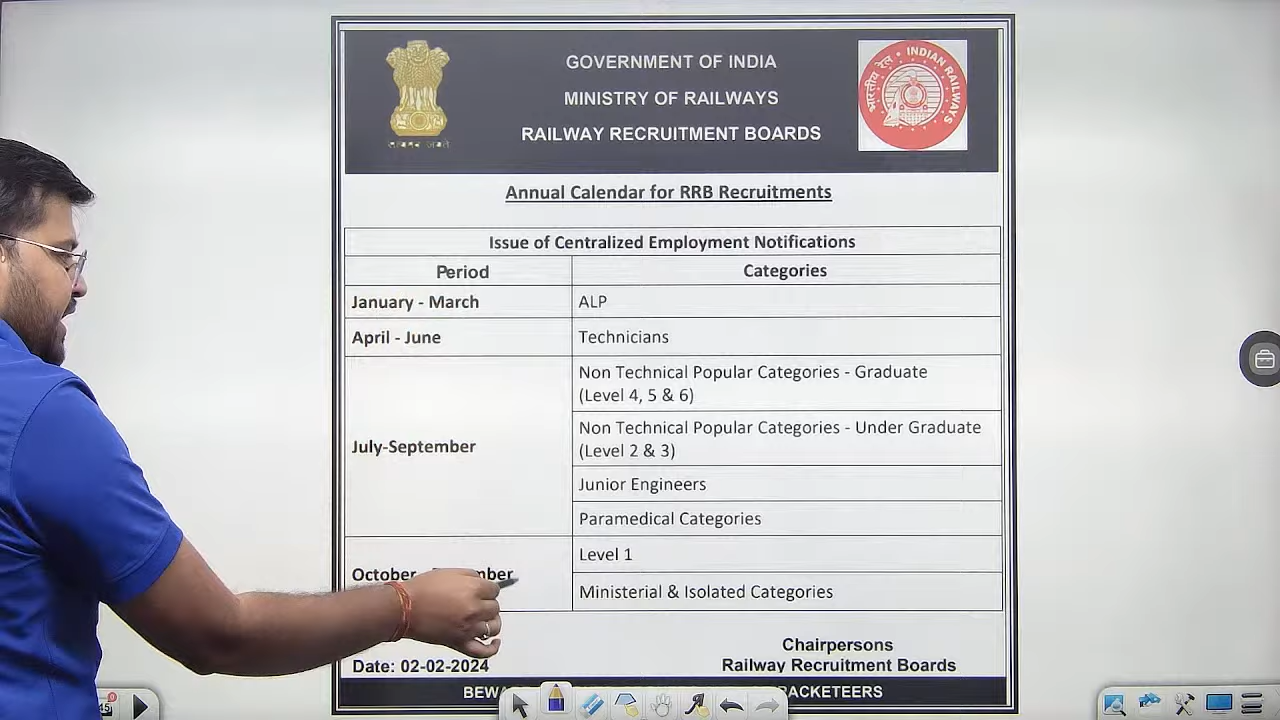 GOVERNMENT OF INDIA
MINISTRY OF RAILWAYS
RAILWAY RECRUITMENT BOARDS
भारतीय रेल • INDIAN RAILWAYS
Annual Calendar for RRB Recruitments
Issue of Centralized Employment Notifications
Period Categories
January - March ALP
April - June Technicians
Non Technical Popular Categories - Graduate
(Level 4, 5 & 6)
July-September
Non Technical Popular Categories - Under Graduate
(Level 2 & 3)
Junior Engineers
Paramedical Categories
Level 1
October
Ministerial & Isolated Categories
Chairpersons
Date: 02-02-2024 Railway Recruitment Boards